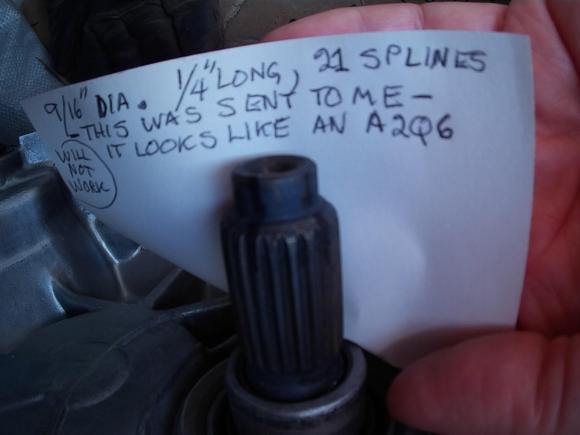 9/16" DIA. 1/4" LONG, 21 SPLINES
THIS WAS SENT TO ME -
IT LOOKS LIKE AN A2Q6
WILL
NOT
WORK